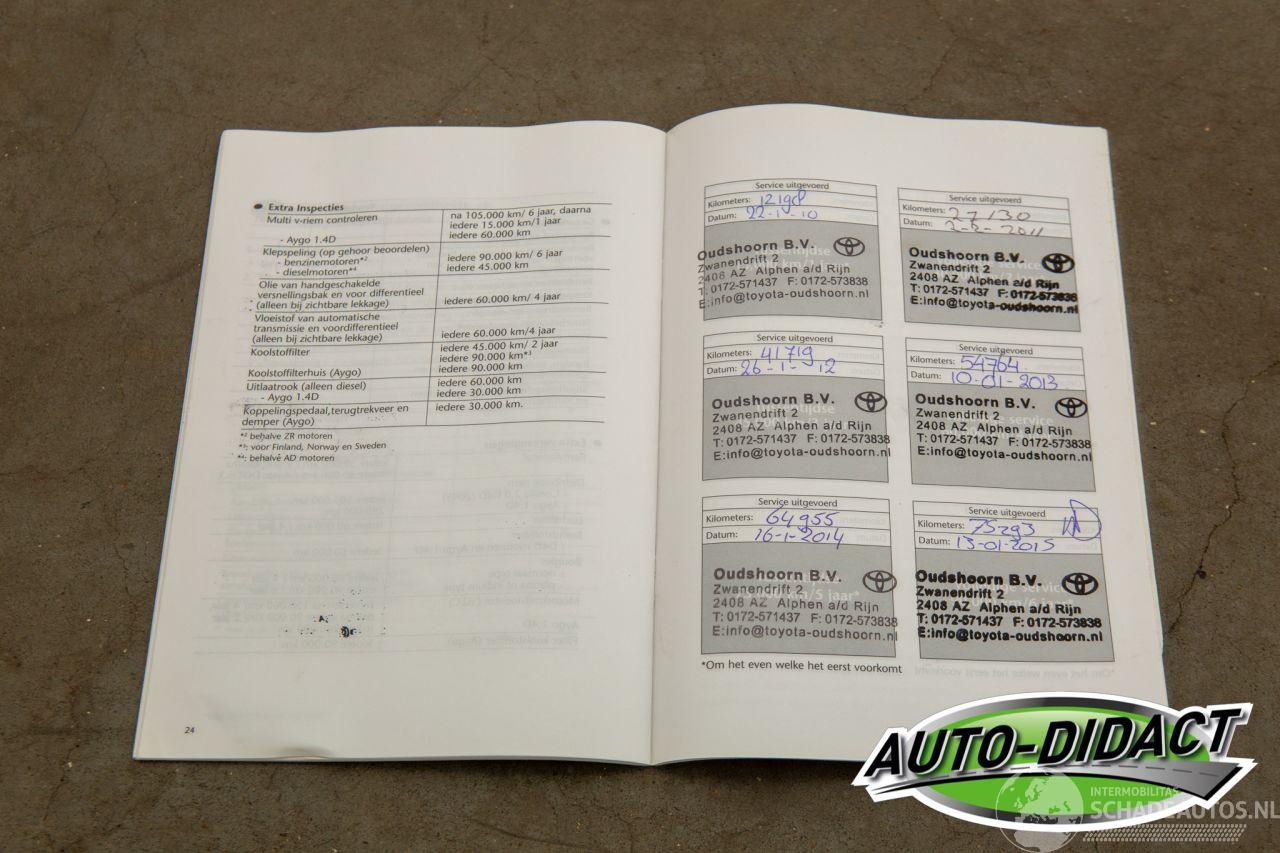 Extra Inspecties
Multi v-riem controleren
na 105.000 km/ 6 jaar, daarna
iedere 15.000 km/1 jaar
- Aygo 1.4D
iedere 60.000 km
Klepspeling (op gehoor beoordelen)
- benzinemotoren*²
iedere 90.000 km/ 6 jaar
- dieselmotoren*⁴
iedere 45.000 km
Olie van handgeschakelde
versnellingsbak en voor differentieel
(alleen bij zichtbare lekkage)
iedere 60.000 km/ 4 jaar
Vloeistof van automatische
transmissie en voordifferentieel
(alleen bij zichtbare lekkage)
iedere 60.000 km/4 jaar
Koolstoffilter
iedere 45.000 km/ 2 jaar
iedere 90.000 km*³
Koolstoffilterhuis (Aygo)
iedere 90.000 km
Uitlaatrook (alleen diesel)
iedere 60.000 km
- Aygo 1.4D
iedere 30.000 km
Koppelingspedaal,terugtrekveer en
demper (Aygo)
iedere 30.000 km.
*² behalve ZR motoren
*³: voor Finland, Norway en Sweden
*⁴: behalve AD motoren
24
Service uitgevoerd
Kilometers:
Datum: 22-1-10
Oudshoorn B.V.
Zwanendrift 2
2408 AZ Alphen a/d Rijn
T: 0172-571437 F: 0172-573838
E:info@toyota-oudshoorn.nl
Service uitgevoerd
Kilometers: 27130
Datum: 2-2-2011
Oudshoorn B.V.
Zwanendrift 2
2408 AZ Alphen a/d Rijn
T: 0172-571437 F: 0172-573838
E:info@toyota-oudshoorn.nl
Service uitgevoerd
Kilometers: 41719
Datum: 26-1-12
Oudshoorn B.V.
Zwanendrift 2
2408 AZ Alphen a/d Rijn
T: 0172-571437 F: 0172-573838
E:info@toyota-oudshoorn.nl
Service uitgevoerd
Kilometers: 54764
Datum: 10-01-2013
Oudshoorn B.V.
Zwanendrift 2
2408 AZ Alphen a/d Rijn
T: 0172-571437 F: 0172-573838
E:info@toyota-oudshoorn.nl
Service uitgevoerd
Kilometers: 64955
Datum: 16-1-2014
Oudshoorn B.V.
Zwanendrift 2
2408 AZ Alphen a/d Rijn
T: 0172-571437 F: 0172-573838
E:info@toyota-oudshoorn.nl
Service uitgevoerd
Kilometers: 75293
Datum: 13-01-2015
Oudshoorn B.V.
Zwanendrift 2
2408 AZ Alphen a/d Rijn
T: 0172-571437 F: 0172-573838
E:info@toyota-oudshoorn.nl
*Om het even welke het eerst voorkomt
AUTO-DIDACT
INTERMOBILITAS
SCHADEAUTOS.NL